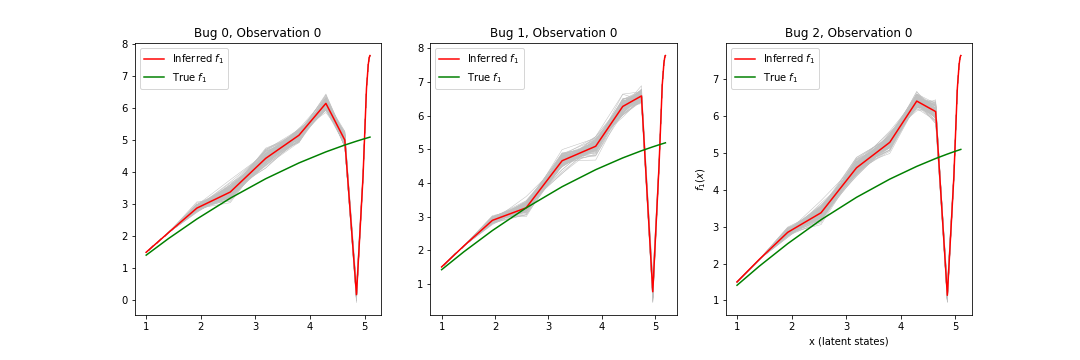 Bug 0, Observation 0
Inferred f₁
True f₁
8
7
6
5
4
3
2
1
0
1 2 3 4 5
Bug 1, Observation 0
Inferred f₁
True f₁
8
7
6
5
4
3
2
1
1 2 3 4 5
Bug 2, Observation 0
Inferred f₁
True f₁
f₁(x)
7
6
5
4
3
2
1
1 2 3 4 5
x (latent states)